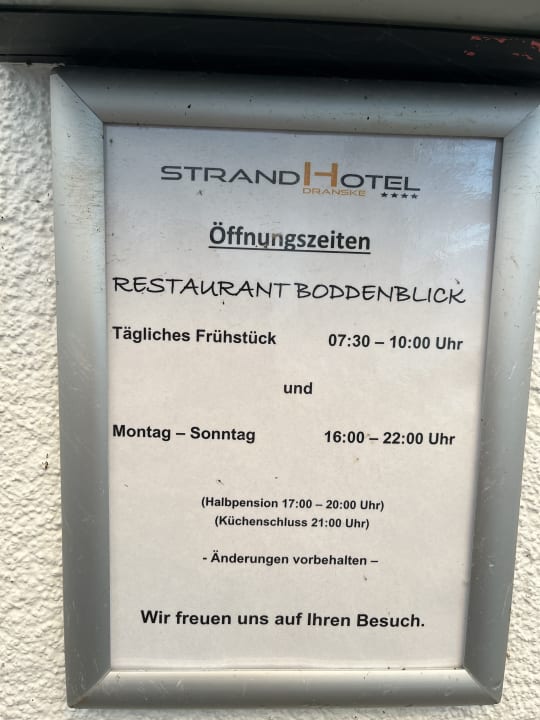 STRANDHOTEL
DRANSKE ★★★★
Öffnungszeiten
RESTAURANT BODDENBLICK
Tägliches Frühstück 07:30 – 10:00 Uhr
und
Montag – Sonntag 16:00 – 22:00 Uhr
(Halbpension 17:00 – 20:00 Uhr)
(Küchenschluss 21:00 Uhr)
- Änderungen vorbehalten –
Wir freuen uns auf Ihren Besuch.